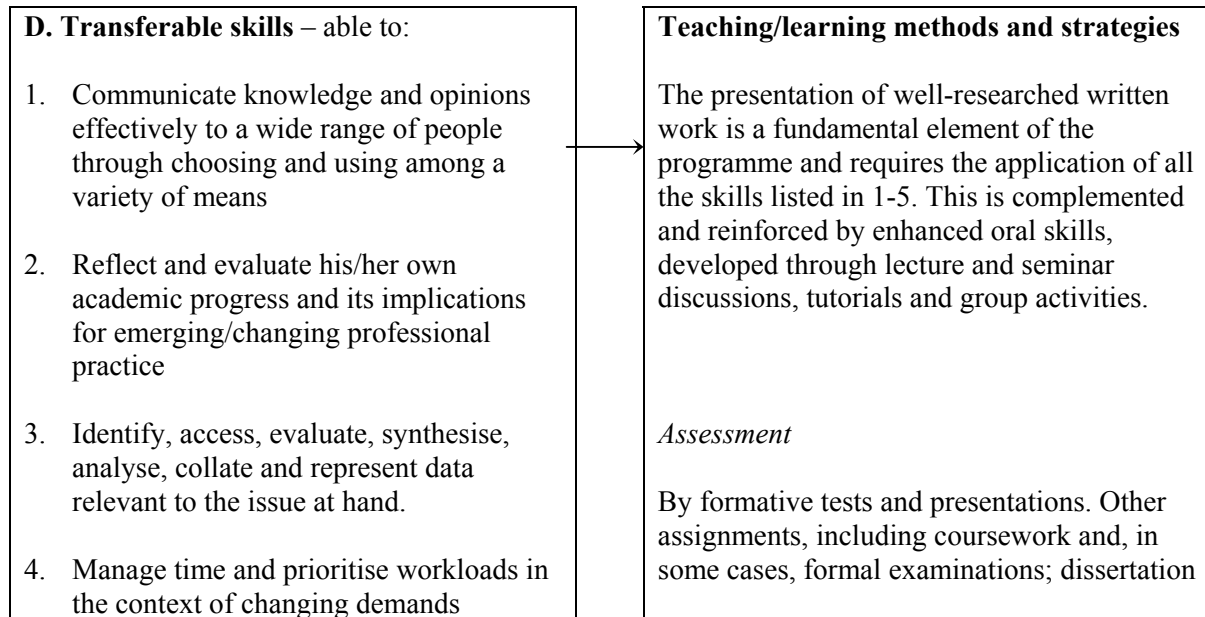 D. Transferable skills – able to:
1. Communicate knowledge and opinions
effectively to a wide range of people
through choosing and using among a
variety of means
2. Reflect and evaluate his/her own
academic progress and its implications
for emerging/changing professional
practice
3. Identify, access, evaluate, synthesise,
analyse, collate and represent data
relevant to the issue at hand.
4. Manage time and prioritise workloads in
the context of changing demands
Teaching/learning methods and strategies
The presentation of well-researched written
work is a fundamental element of the
programme and requires the application of all
the skills listed in 1-5. This is complemented
and reinforced by enhanced oral skills,
developed through lecture and seminar
discussions, tutorials and group activities.
Assessment
By formative tests and presentations. Other
assignments, including coursework and, in
some cases, formal examinations; dissertation